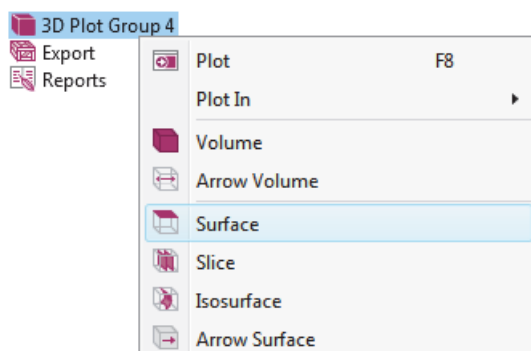 3D Plot Group 4
Export
Reports
Plot F8
Plot In
Volume
Arrow Volume
Surface
Slice
Isosurface
Arrow Surface